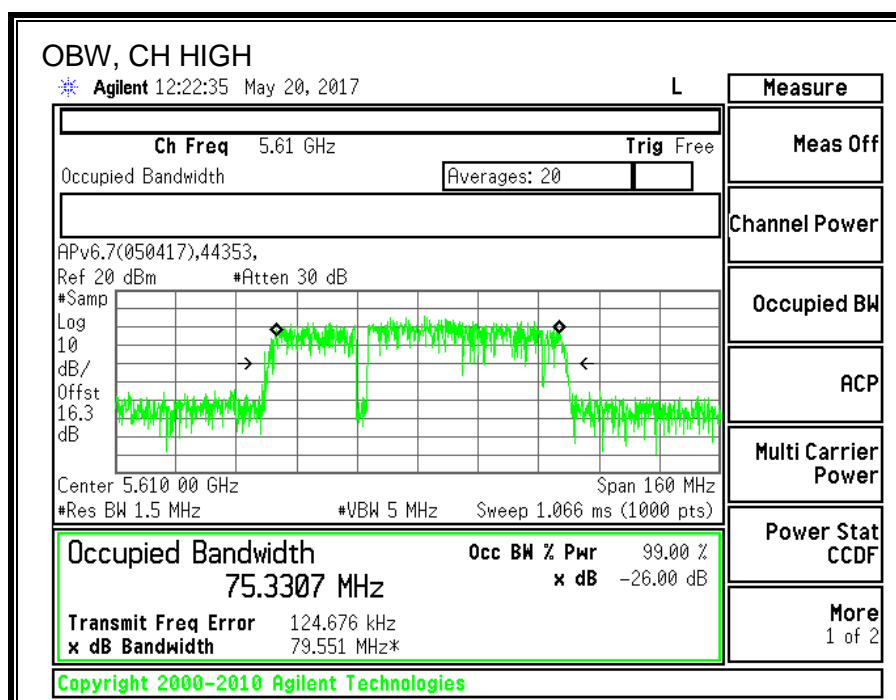 OBW, CH HIGH
Agilent 12:22:35 May 20, 2017 L
Measure
Ch Freq 5.61 GHz Trig Free
Meas Off
Occupied Bandwidth Averages: 20
Channel Power
APv6.7(050417),44353,
Ref 20 dBm #Atten 30 dB
#Samp
Log
10
dB/
Offst
16.3
dB
Occupied BW
ACP
Multi Carrier
Power
Center 5.610 00 GHz Span 160 MHz
#Res BW 1.5 MHz #VBW 5 MHz Sweep 1.066 ms (1000 pts)
Power Stat
CCDF
Occupied Bandwidth Occ BW % Pwr 99.00 %
75.3307 MHz x dB -26.00 dB
Transmit Freq Error 124.676 kHz
x dB Bandwidth 79.551 MHz*
More
1 of 2
Copyright 2000-2010 Agilent Technologies